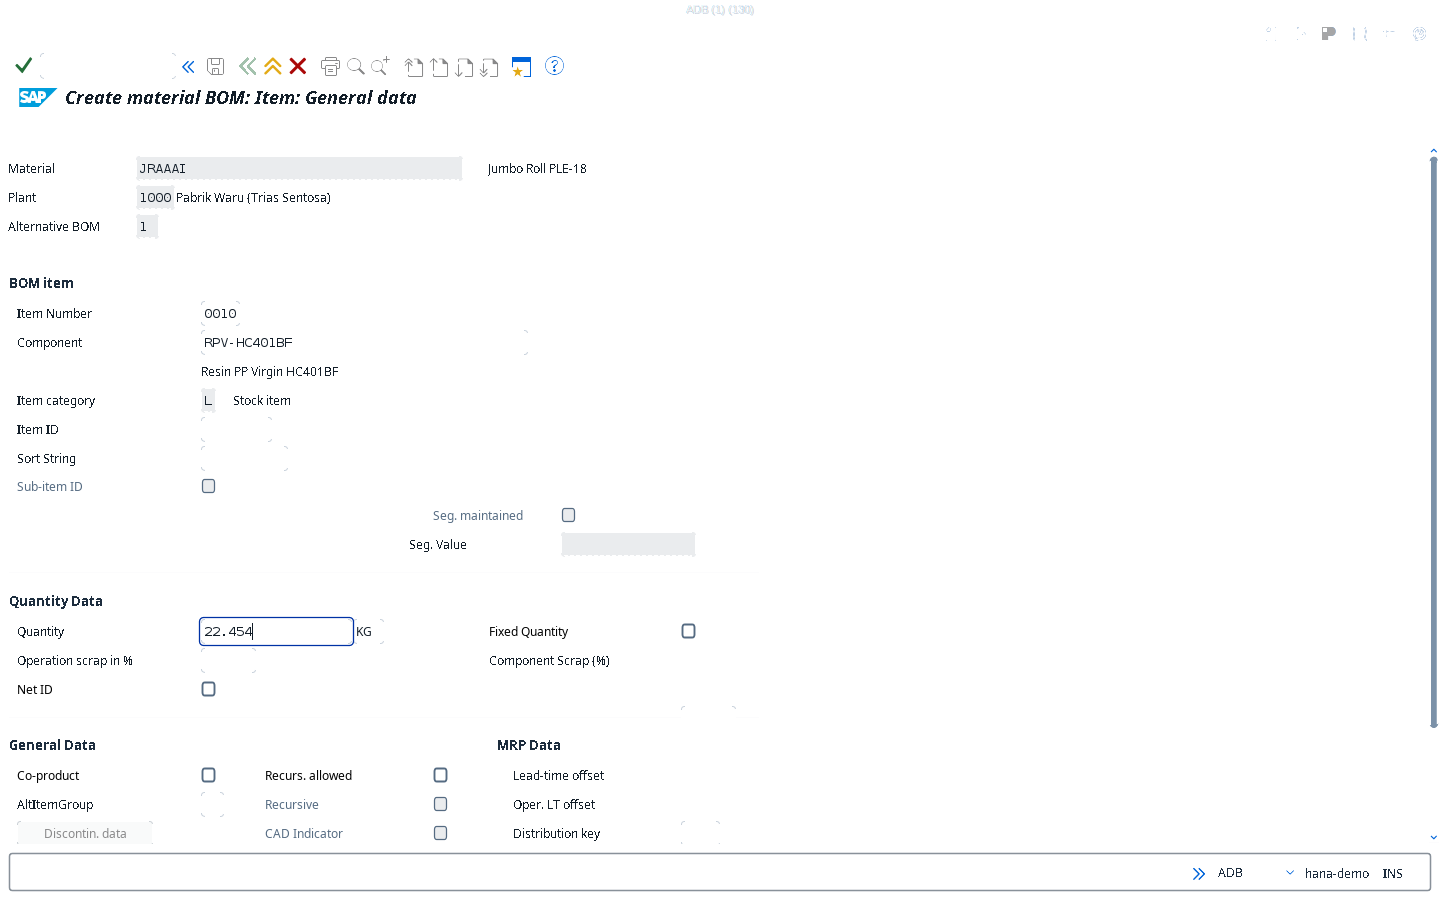 ADB (1) (130)
SAP Create material BOM: Item: General data
Material JRAAAI Jumbo Roll PLE-18
Plant 1000 Pabrik Waru (Trias Sentosa)
Alternative BOM 1
BOM item
Item Number 0010
Component RPV-HC401BF
Resin PP Virgin HC401BF
Item category L Stock item
Item ID
Sort String
Sub-item ID
Seg. maintained
Seg. Value
Quantity Data
Quantity 22.454 KG Fixed Quantity
Operation scrap in % Component Scrap (%)
Net ID
General Data MRP Data
Co-product Recurs. allowed Lead-time offset
AltItemGroup Recursive Oper. LT offset
Discontin. data CAD Indicator Distribution key
ADB hana-demo INS